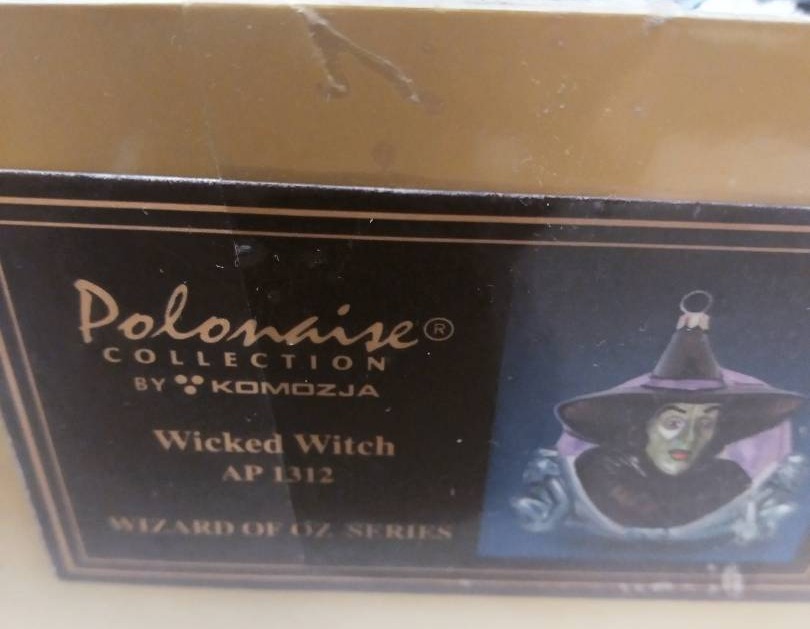 Polonaise®
COLLECTION
BY KOMOZJA
Wicked Witch
AP 1312
WIZARD OF OZ SERIES